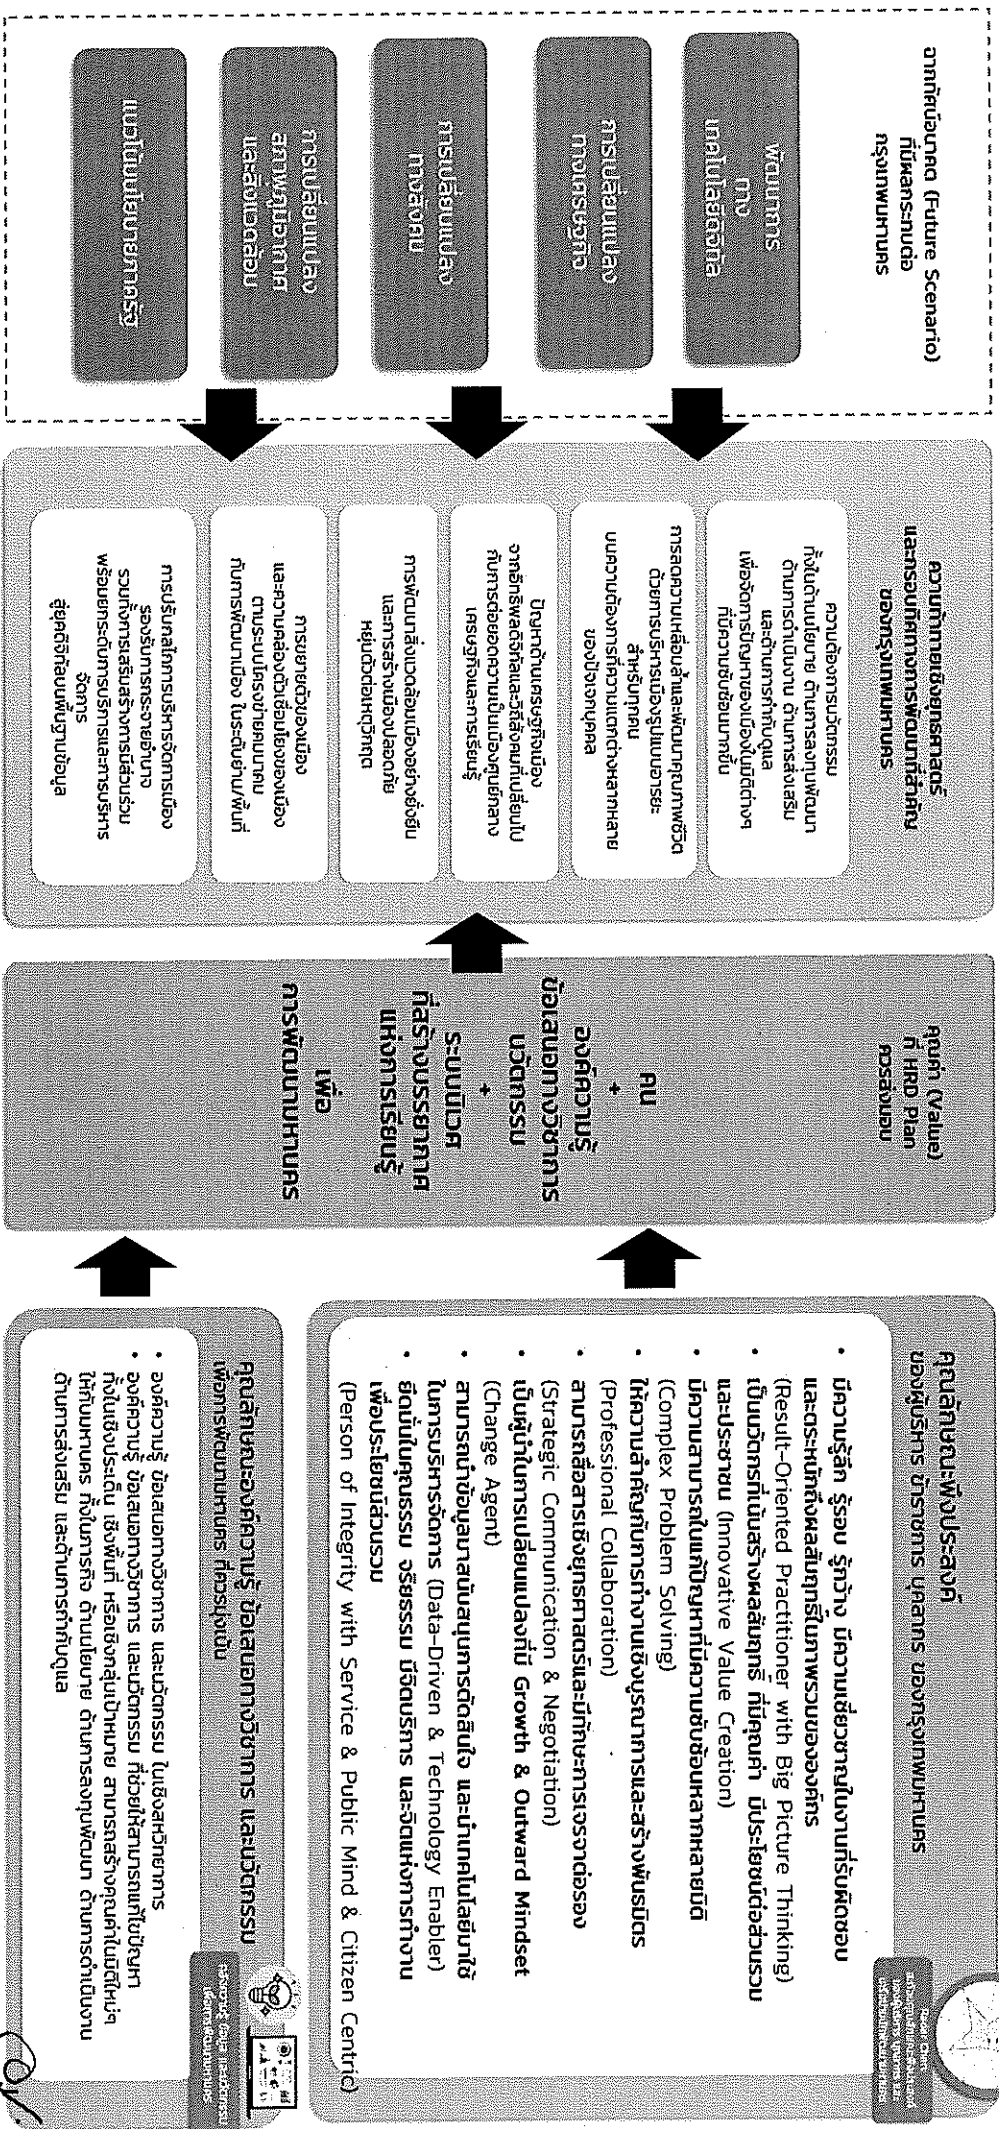 ฉากทัศน์อนาคต (Future Scenario)
ที่มีผลกระทบต่อ
กรุงเทพมหานคร
พัฒนาการ
ทาง
เทคโนโลยีดิจิทัล
การเปลี่ยนแปลง
ทางเศรษฐกิจ
การเปลี่ยนแปลง
ทางสังคม
การเปลี่ยนแปลง
สภาพภูมิอากาศ
และสิ่งแวดล้อม
แนวโน้มนโยบายภาครัฐ
ความท้าทายเชิงยุทธศาสตร์
และกรอบทิศทางการพัฒนาที่สำคัญ
ของกรุงเทพมหานคร
ความต้องการนวัตกรรม
ทั้งในด้านนโยบาย ด้านการลงทุนพัฒนา
ด้านการดำเนินงาน ด้านการส่งเสริม
และด้านการกำกับดูแล
เพื่อจัดการปัญหาของเมืองในมิติต่างๆ
ที่มีความซับซ้อนมากขึ้น
การลดความเหลื่อมล้ำและพัฒนาคุณภาพชีวิต
ด้วยการบริหารเมืองรูปแบบอารยะ
สำหรับทุกคน
บนความต้องการที่ความแตกต่างหลากหลาย
ของปัจเจกบุคคล
ปัญหาด้านเศรษฐกิจเมือง
จากอิทธิพลดิจิทัลและวิถีสังคมที่เปลี่ยนไป
กับการต่อยอดความเป็นเมืองศูนย์กลาง
เศรษฐกิจและการเรียนรู้
การพัฒนาสิ่งแวดล้อมเมืองอย่างยั่งยืน
และการสร้างเมืองปลอดภัย
หยุ่นตัวต่อเหตุวิกฤต
การขยายตัวของเมือง
และความคล่องตัวเชื่อมโยงของเมือง
ตามระบบโครงข่ายคมนาคม
กับการพัฒนาเมือง ในระดับย่าน/พื้นที่
การปรับกลไกการบริหารจัดการเมือง
รองรับการกระจายอำนาจ
รวมทั้งการเสริมสร้างการมีส่วนร่วม
พร้อมยกระดับการบริการและการบริหาร
จัดการ
สู่ยุคดิจิทัลบนพื้นฐานข้อมูล
คุณค่า (Value)
ที่ HRD Plan
ควรส่งมอบ
คน
+
องค์ความรู้
ข้อเสนอทางวิชาการ
นวัตกรรม
+
ระบบนิเวศ
ที่สร้างบรรยากาศ
แห่งการเรียนรู้
เพื่อ
การพัฒนามหานคร
คุณลักษณะพึงประสงค์
ของผู้บริหาร ข้าราชการ บุคลากร ของกรุงเทพมหานคร
• มีความรู้ลึก รู้รอบ รู้กว้าง มีความเชี่ยวชาญในงานที่รับผิดชอบ
และตระหนักถึงผลสัมฤทธิ์ในภาพรวมขององค์กร
(Result-Oriented Practitioner with Big Picture Thinking)
• เป็นนวัตกรที่เน้นสร้างผลสัมฤทธิ์ ที่มีคุณค่า มีประโยชน์ต่อส่วนรวม
และประชาชน (Innovative Value Creation)
• มีความสามารถในแก้ปัญหาที่มีความซับซ้อนหลากหลายมิติ
(Complex Problem Solving)
• ให้ความสำคัญกับการทำงานเชิงบูรณาการและสร้างพันธมิตร
(Professional Collaboration)
• สามารถสื่อสารเชิงยุทธศาสตร์และมีทักษะการเจรจาต่อรอง
(Strategic Communication & Negotiation)
• เป็นผู้นำในการเปลี่ยนแปลงที่มี Growth & Outward Mindset
(Change Agent)
• สามารถนำข้อมูลมาสนับสนุนการตัดสินใจ และนำเทคโนโลยีมาใช้
ในการบริหารจัดการ (Data-Driven & Technology Enabler)
• ยึดมั่นในคุณธรรม จริยธรรม มีจิตบริการ และจิตแห่งการทำงาน
เพื่อประโยชน์ส่วนรวม
(Person of Integrity with Service & Public Mind & Citizen Centric)
คุณลักษณะองค์ความรู้ ข้อเสนอทางวิชาการ และนวัตกรรม
เพื่อการพัฒนามหานคร ที่ควรมุ่งเน้น
• องค์ความรู้ ข้อเสนอทางวิชาการ และนวัตกรรม ในเชิงสหวิทยาการ
• องค์ความรู้ ข้อเสนอทางวิชาการ และนวัตกรรม ที่ช่วยให้สามารถแก้ไขปัญหา
ทั้งในเชิงประเด็น เชิงพื้นที่ หรือเชิงกลุ่มเป้าหมาย สามารถสร้างคุณค่าในมิติใหม่ๆ
ให้กับมหานคร ทั้งในภารกิจ ด้านนโยบาย ด้านการลงทุนพัฒนา ด้านการดำเนินงาน
ด้านการส่งเสริม และด้านการกำกับดูแล